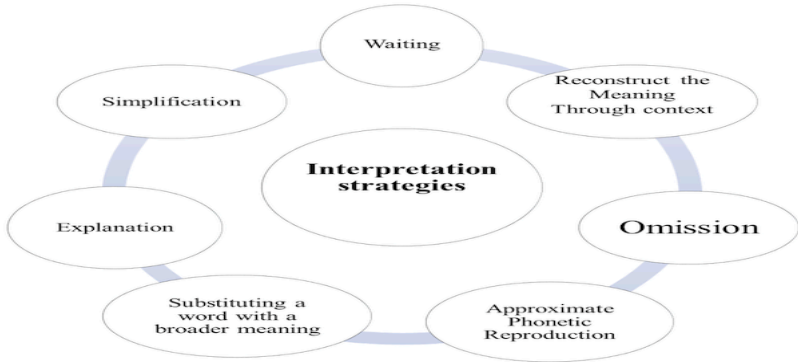 Waiting
Reconstruct the
Meaning
Through context
Omission
Approximate
Phonetic
Reproduction
Substituting a
word with a
broader meaning
Explanation
Simplification
Interpretation
strategies